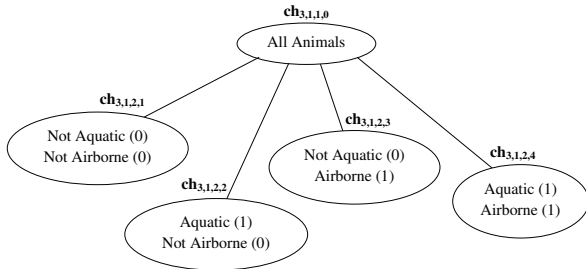 ch3,1,1,0
All Animals
ch3,1,2,1
Not Aquatic (0)
Not Airborne (0)
ch3,1,2,2
Aquatic (1)
Not Airborne (0)
ch3,1,2,3
Not Aquatic (0)
Airborne (1)
ch3,1,2,4
Aquatic (1)
Airborne (1)